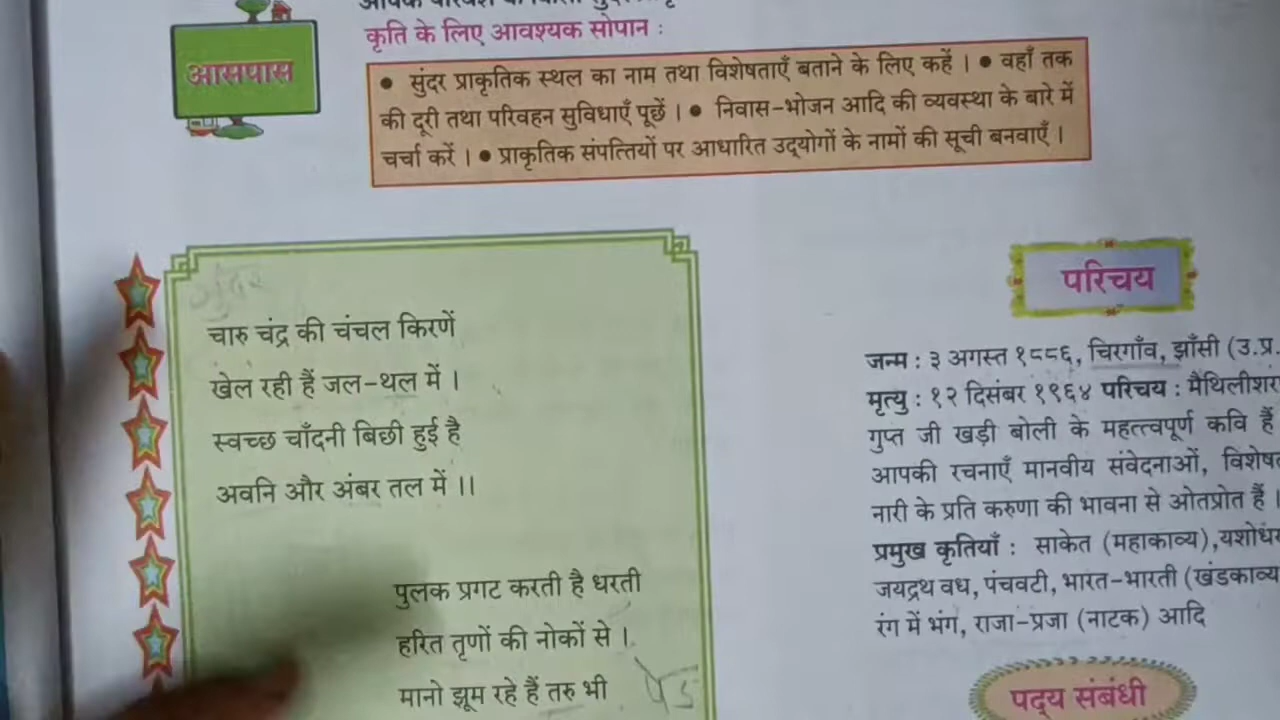 कृति के लिए आवश्यक सोपान :
आसपास
● सुंदर प्राकृतिक स्थल का नाम तथा विशेषताएँ बताने के लिए कहें । ● वहाँ तक
की दूरी तथा परिवहन सुविधाएँ पूछें । ● निवास-भोजन आदि की व्यवस्था के बारे में
चर्चा करें । ● प्राकृतिक संपत्तियों पर आधारित उद्‌योगों के नामों की सूची बनवाएँ ।
सुंदर
चारु चंद्र की चंचल किरणें
खेल रही हैं जल-थल में ।
स्वच्छ चाँदनी बिछी हुई है
अवनि और अंबर तल में ।।
पुलक प्रगट करती है धरती
हरित तृणों की नोकों से ।
मानो झूम रहे हैं तरु भी
पेड
परिचय
जन्म : ३ अगस्त १८८६, चिरगाँव, झाँसी (उ.प्र.
मृत्यु : १२ दिसंबर १९६४ परिचय : मैथिलीशर
गुप्त जी खड़ी बोली के महत्त्वपूर्ण कवि हैं
आपकी रचनाएँ मानवीय संवेदनाओं,
नारी के प्रति करुणा की भावना से ओतप्रोत हैं ।
प्रमुख कृतियाँ : साकेत (महाकाव्य),
जयद्रथ वध, पंचवटी, भारत-भारती (खंडकाव्य
रंग में भंग, राजा-प्रजा (नाटक) आदि
पद्‌य संबंधी